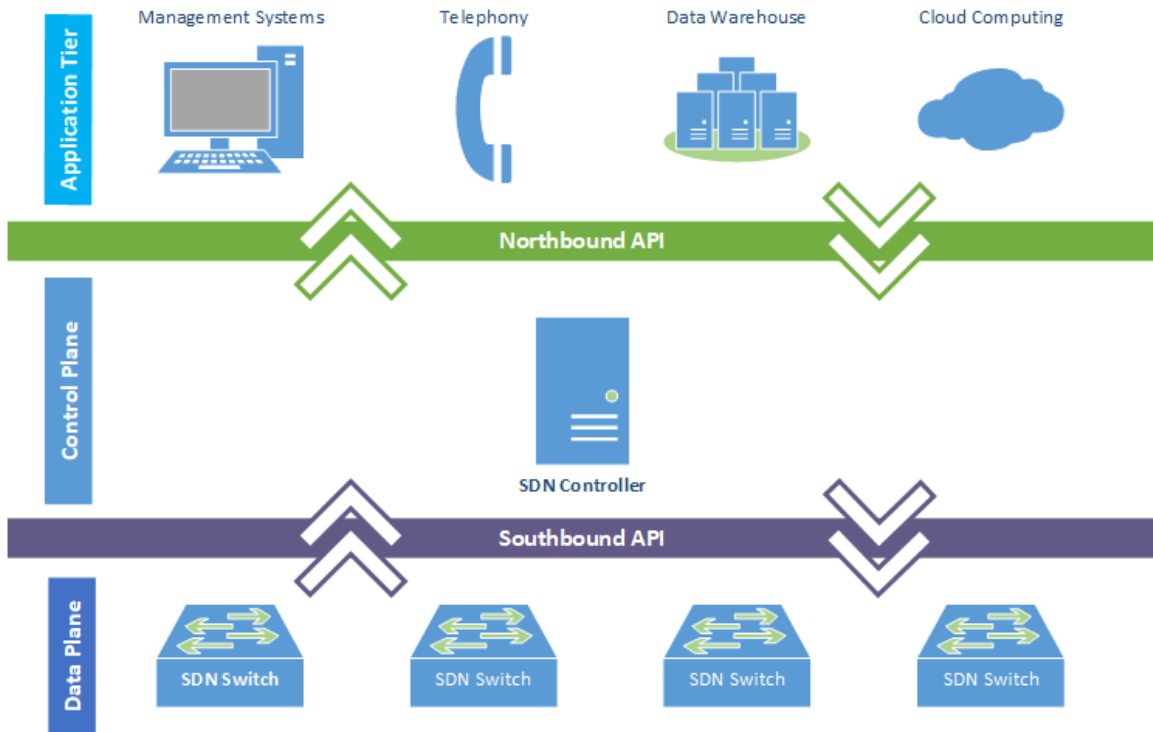 Management Systems
Telephony
Data Warehouse
Cloud Computing
Application Tier
Northbound API
Control Plane
SDN Controller
Southbound API
Data Plane
SDN Switch
SDN Switch
SDN Switch
SDN Switch